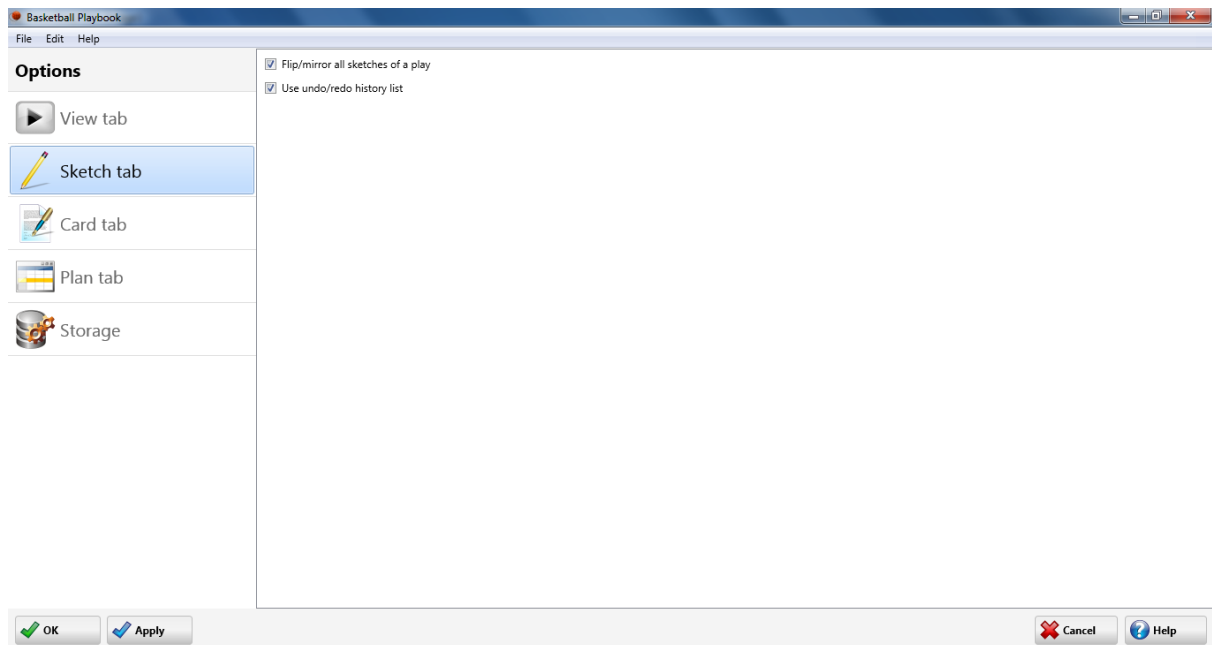 Basketball Playbook
File Edit Help
Options
View tab
Sketch tab
Card tab
Plan tab
Storage
Flip/mirror all sketches of a play
Use undo/redo history list
OK Apply Cancel Help